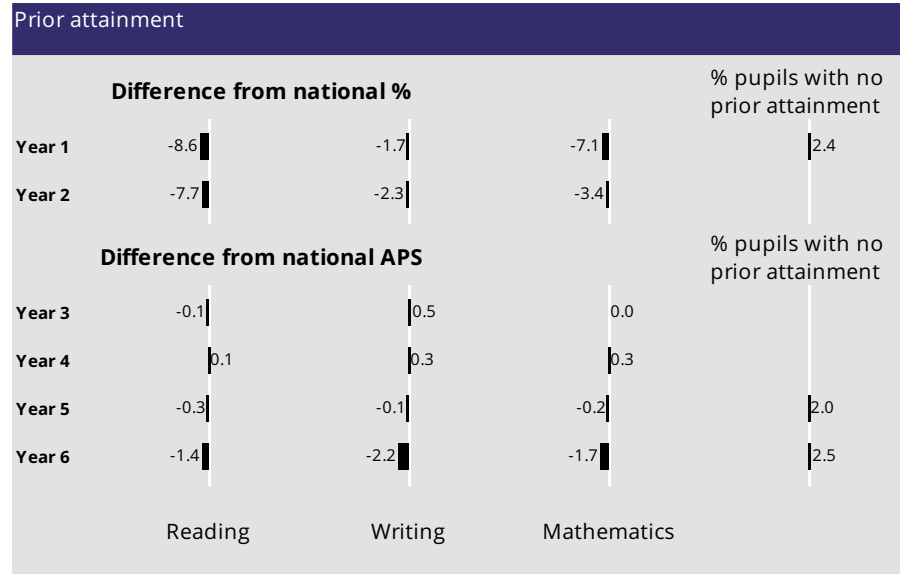 Prior attainment
Difference from national %
% pupils with no
prior attainment
Year 1 -8.6 -1.7 -7.1 2.4
Year 2 -7.7 -2.3 -3.4
Difference from national APS
% pupils with no
prior attainment
Year 3 -0.1 0.5 0.0
Year 4 0.1 0.3 0.3
Year 5 -0.3 -0.1 -0.2 2.0
Year 6 -1.4 -2.2 -1.7 2.5
Reading Writing Mathematics